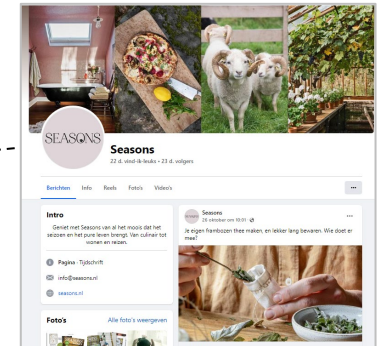 SEASONS
Seasons
22 d. vind-ik-leuks • 23 d. volgers
Berichten Info Reels Foto's Video's
Intro
Geniet met Seasons van al het moois dat het
seizoen en het pure leven brengt. Van culinair tot
wonen en reizen.
Pagina · Tijdschrift
info@seasons.nl
seasons.nl
Foto's Alle foto's weergeven
Seasons
26 oktober om 10:01
Je eigen frambozen thee maken, en lekker lang bewaren. Wie doet er
mee?